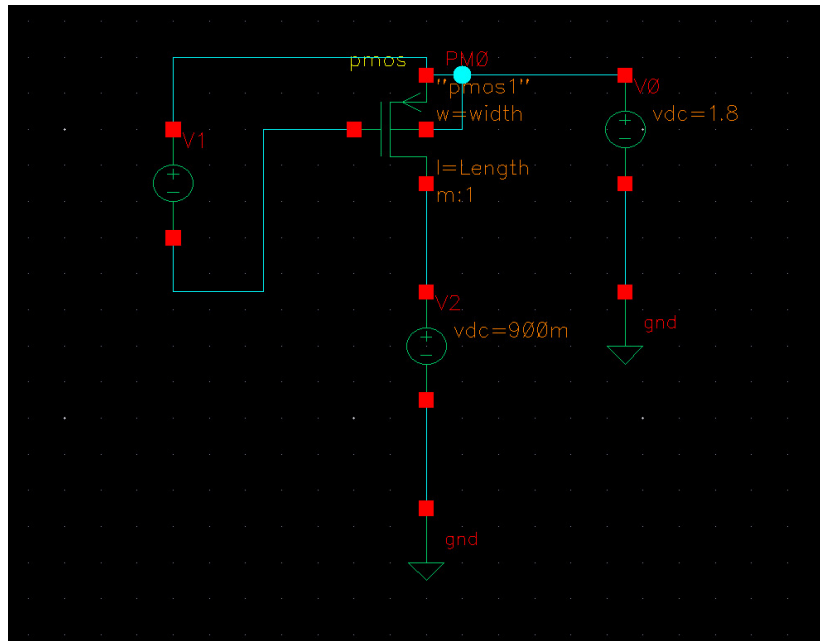 pmos PM0
"pmos1"
w=width
V1
V0
vdc=1.8
l=Length
m:1
V2
vdc=900m
gnd
gnd